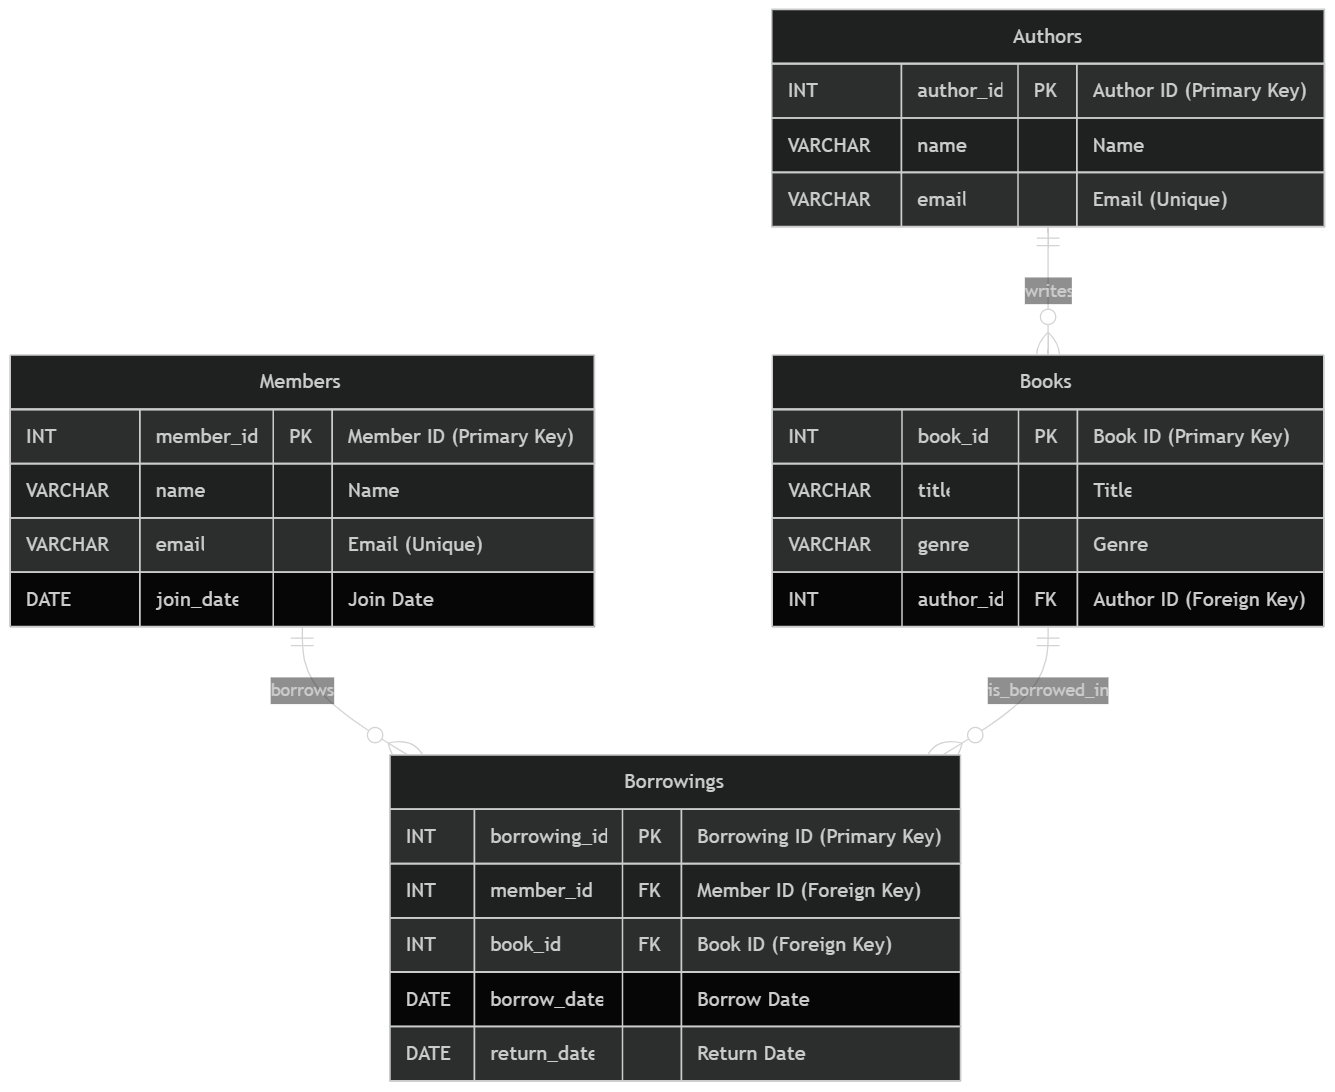 Authors
INT author_id PK Author ID (Primary Key)
VARCHAR name Name
VARCHAR email Email (Unique)
writes
Members
INT member_id PK Member ID (Primary Key)
VARCHAR name Name
VARCHAR email Email (Unique)
DATE join_date Join Date
Books
INT book_id PK Book ID (Primary Key)
VARCHAR title Title
VARCHAR genre Genre
INT author_id FK Author ID (Foreign Key)
borrows
is_borrowed_in
Borrowings
INT borrowing_id PK Borrowing ID (Primary Key)
INT member_id FK Member ID (Foreign Key)
INT book_id FK Book ID (Foreign Key)
DATE borrow_date Borrow Date
DATE return_date Return Date